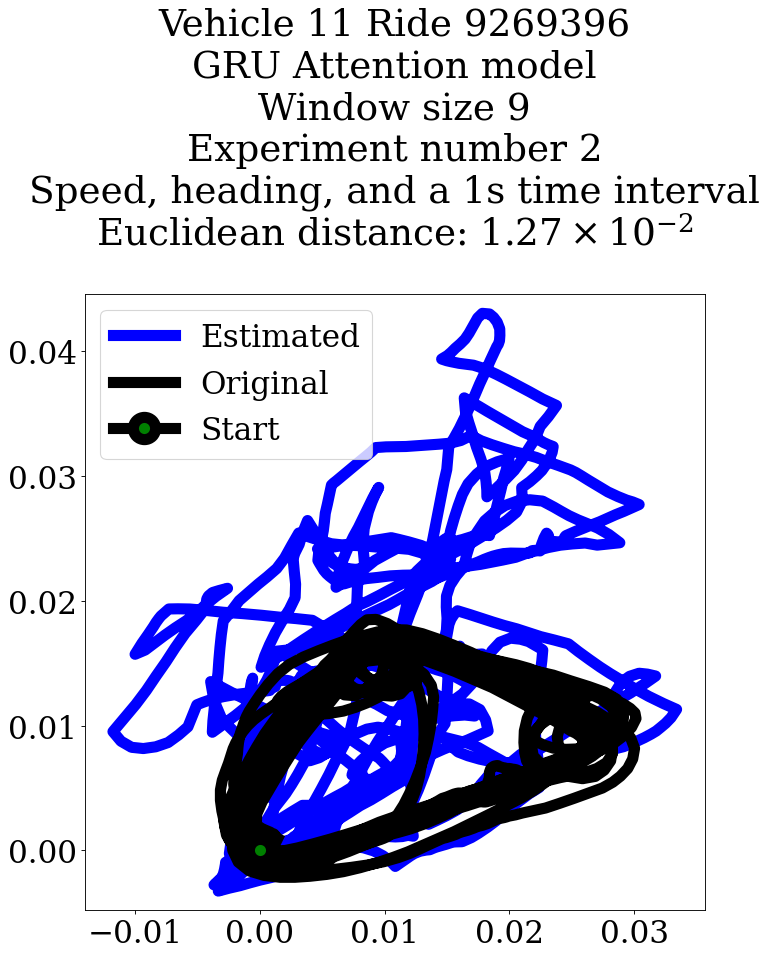 Vehicle 11 Ride 9269396
GRU Attention model
Window size 9
Experiment number 2
Speed, heading, and a 1s time interval
Euclidean distance: 1.27 × 10⁻²
Estimated
Original
Start
0.04
0.03
0.02
0.01
0.00
−0.01 0.00 0.01 0.02 0.03